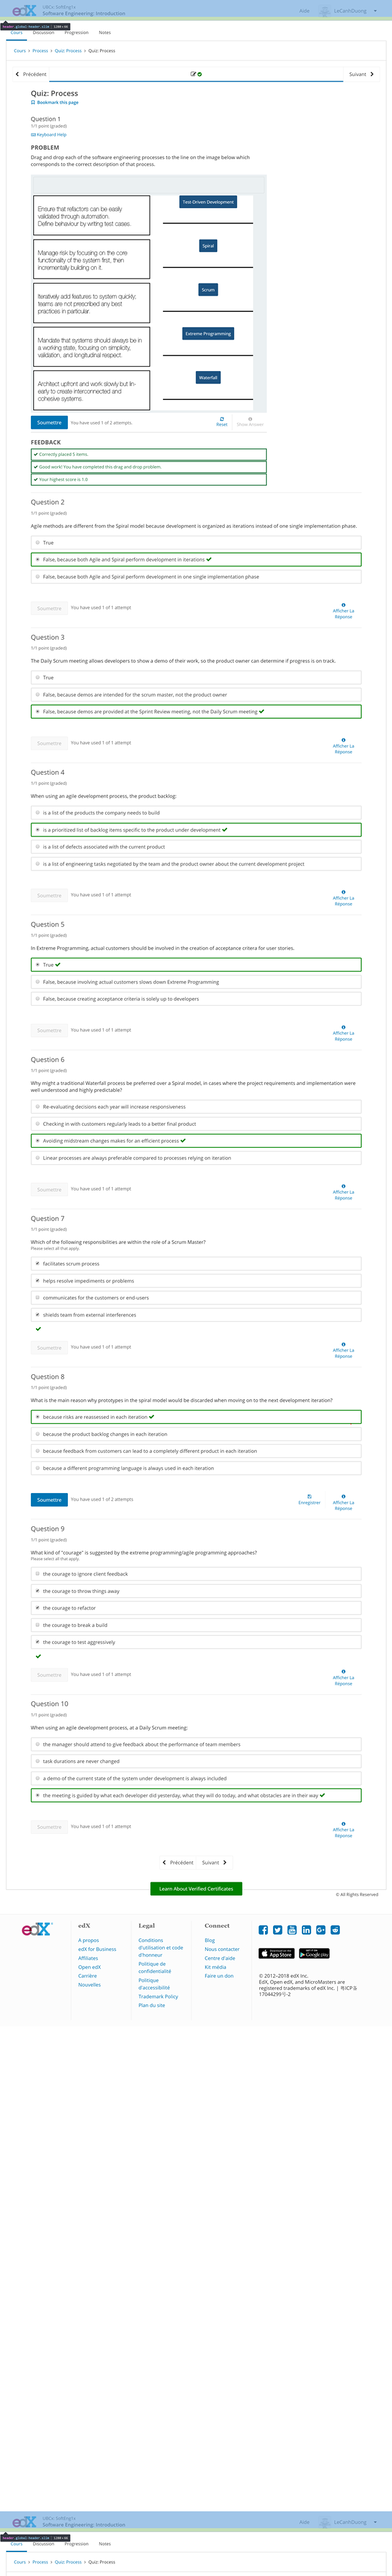 edX
UBCx: SoftEng1x
Software Engineering: Introduction
Aide
LeCanhDuong
header.global-header.slim | 1280×65
Cours Discussion Progression Notes
Cours > Process > Quiz: Process > Quiz: Process
Précédent
Suivant
Quiz: Process
Bookmark this page
Question 1
1/1 point (graded)
Keyboard Help
PROBLEM
Drag and drop each of the software engineering processes to the line on the image below which
corresponds to the correct description of that process.
Ensure that refactors can be easily
validated through automation.
Define behaviour by writing test cases.
Test-Driven Development
Manage risk by focusing on the core
functionality of the system first, then
incrementally building on it.
Spiral
Iteratively add features to system quickly;
teams are not prescribed any best
practices in particular.
Scrum
Mandate that systems should always be in
a working state, focusing on simplicity,
validation, and longitudinal respect.
Extreme Programming
Architect upfront and work slowly but lin-
early to create interconnected and
cohesive systems.
Waterfall
Soumettre
You have used 1 of 2 attempts.
Reset
Show Answer
FEEDBACK
Correctly placed 5 items.
Good work! You have completed this drag and drop problem.
Your highest score is 1.0
Question 2
1/1 point (graded)
Agile methods are different from the Spiral model because development is organized as iterations instead of one single implementation phase.
True
False, because both Agile and Spiral perform development in iterations
False, because both Agile and Spiral perform development in one single implementation phase
Soumettre
You have used 1 of 1 attempt
Afficher La
Réponse
Question 3
1/1 point (graded)
The Daily Scrum meeting allows developers to show a demo of their work, so the product owner can determine if progress is on track.
True
False, because demos are intended for the scrum master, not the product owner
False, because demos are provided at the Sprint Review meeting, not the Daily Scrum meeting
Soumettre
You have used 1 of 1 attempt
Afficher La
Réponse
Question 4
1/1 point (graded)
When using an agile development process, the product backlog:
is a list of the products the company needs to build
is a prioritized list of backlog items specific to the product under development
is a list of defects associated with the current product
is a list of engineering tasks negotiated by the team and the product owner about the current development project
Soumettre
You have used 1 of 1 attempt
Afficher La
Réponse
Question 5
1/1 point (graded)
In Extreme Programming, actual customers should be involved in the creation of acceptance critera for user stories.
True
False, because involving actual customers slows down Extreme Programming
False, because creating acceptance criteria is solely up to developers
Soumettre
You have used 1 of 1 attempt
Afficher La
Réponse
Question 6
1/1 point (graded)
Why might a traditional Waterfall process be preferred over a Spiral model, in cases where the project requirements and implementation were
well understood and highly predictable?
Re-evaluating decisions each year will increase responsiveness
Checking in with customers regularly leads to a better final product
Avoiding midstream changes makes for an efficient process
Linear processes are always preferable compared to processes relying on iteration
Soumettre
You have used 1 of 1 attempt
Afficher La
Réponse
Question 7
1/1 point (graded)
Which of the following responsibilities are within the role of a Scrum Master?
Please select all that apply.
facilitates scrum process
helps resolve impediments or problems
communicates for the customers or end-users
shields team from external interferences
Soumettre
You have used 1 of 1 attempt
Afficher La
Réponse
Question 8
1/1 point (graded)
What is the main reason why prototypes in the spiral model would be discarded when moving on to the next development iteration?
because risks are reassessed in each iteration
because the product backlog changes in each iteration
because feedback from customers can lead to a completely different product in each iteration
because a different programming language is always used in each iteration
Soumettre
You have used 1 of 2 attempts
Enregistrer
Afficher La
Réponse
Question 9
1/1 point (graded)
What kind of "courage" is suggested by the extreme programming/agile programming approaches?
Please select all that apply
the courage to ignore client feedback
the courage to throw things away
the courage to refactor
the courage to break a build
the courage to test aggressively
Soumettre
You have used 1 of 1 attempt
Afficher La
Réponse
Question 10
1/1 point (graded)
When using an agile development process, at a Daily Scrum meeting:
the manager should attend to give feedback about the performance of team members
task durations are never changed
a demo of the current state of the system under development is always included
the meeting is guided by what each developer did yesterday, what they will do today, and what obstacles are in their way
Soumettre
You have used 1 of 1 attempt
Afficher La
Réponse
Précédent Suivant
Learn About Verified Certificates
© All Rights Reserved
edX
edX
A propos
edX for Business
Affiliates
Open edX
Carrière
Nouvelles
Legal
Conditions
d'utilisation et code
d'honneur
Politique de
confidentialité
Politique
d'accessibilité
Trademark Policy
Plan du site
Connect
Blog
Nous contacter
Centre d'aide
Kit média
Faire un don
Download on the
App Store
GET IT ON
Google play
© 2012–2018 edX Inc.
EdX, Open edX, and MicroMasters are
registered trademarks of edX Inc. | 粤ICP备
17044299号-2
edX
UBCx: SoftEng1x
Software Engineering: Introduction
Aide
LeCanhDuong
header.global-header.slim | 1280×65
Cours Discussion Progression Notes
Cours > Process > Quiz: Process > Quiz: Process